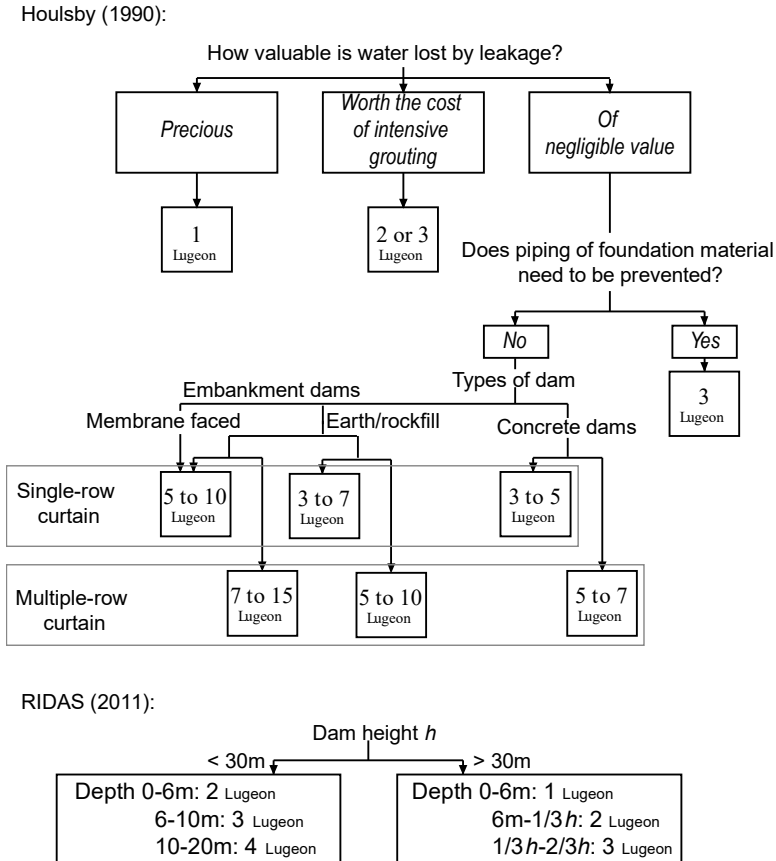 Houlsby (1990):
How valuable is water lost by leakage?
Precious
Worth the cost
of intensive
grouting
Of
negligible value
1
Lugeon
2 or 3
Lugeon
Does piping of foundation material
need to be prevented?
No
Yes
3
Lugeon
Types of dam
Embankment dams
Membrane faced
Earth/rockfill
Concrete dams
Single-row
curtain
5 to 10
Lugeon
3 to 7
Lugeon
3 to 5
Lugeon
Multiple-row
curtain
7 to 15
Lugeon
5 to 10
Lugeon
5 to 7
Lugeon
RIDAS (2011):
Dam height h
< 30m
> 30m
Depth 0-6m: 2 Lugeon
6-10m: 3 Lugeon
10-20m: 4 Lugeon
Depth 0-6m: 1 Lugeon
6m-1/3h: 2 Lugeon
1/3h-2/3h: 3 Lugeon